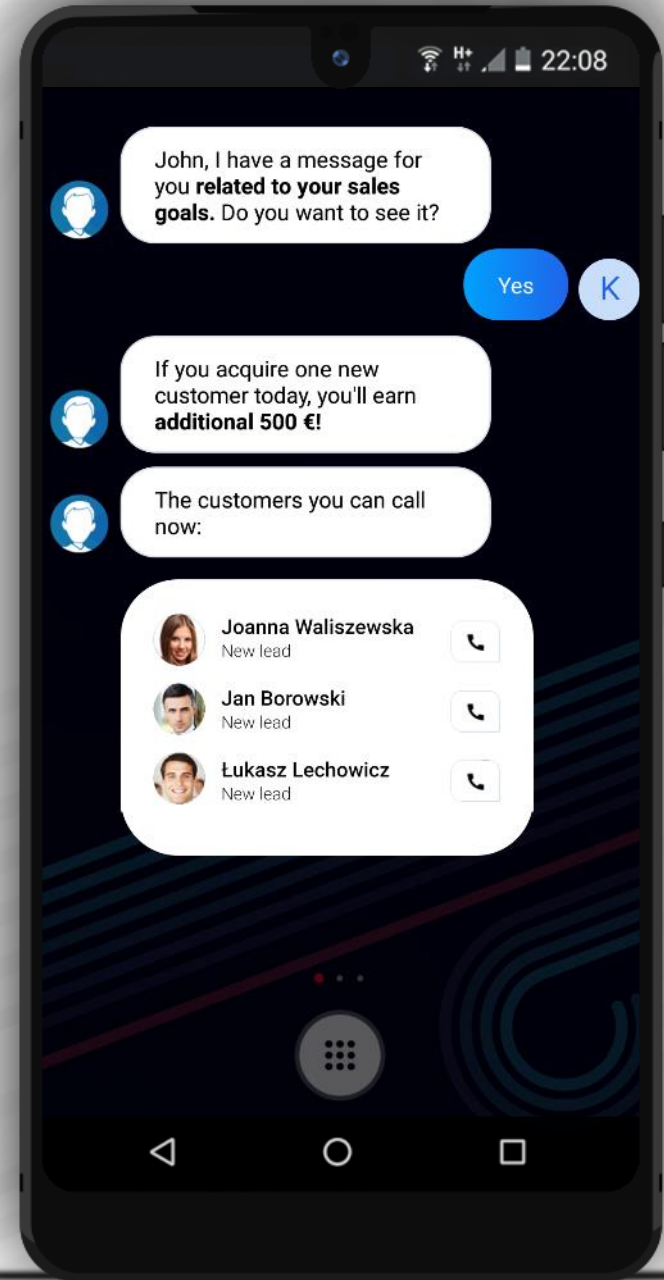 H+
22:08
John, I have a message for
you related to your sales
goals. Do you want to see it?
Yes
K
If you acquire one new
customer today, you'll earn
additional 500 €!
The customers you can call
now:
Joanna Waliszewska
New lead
Jan Borowski
New lead
Łukasz Lechowicz
New lead